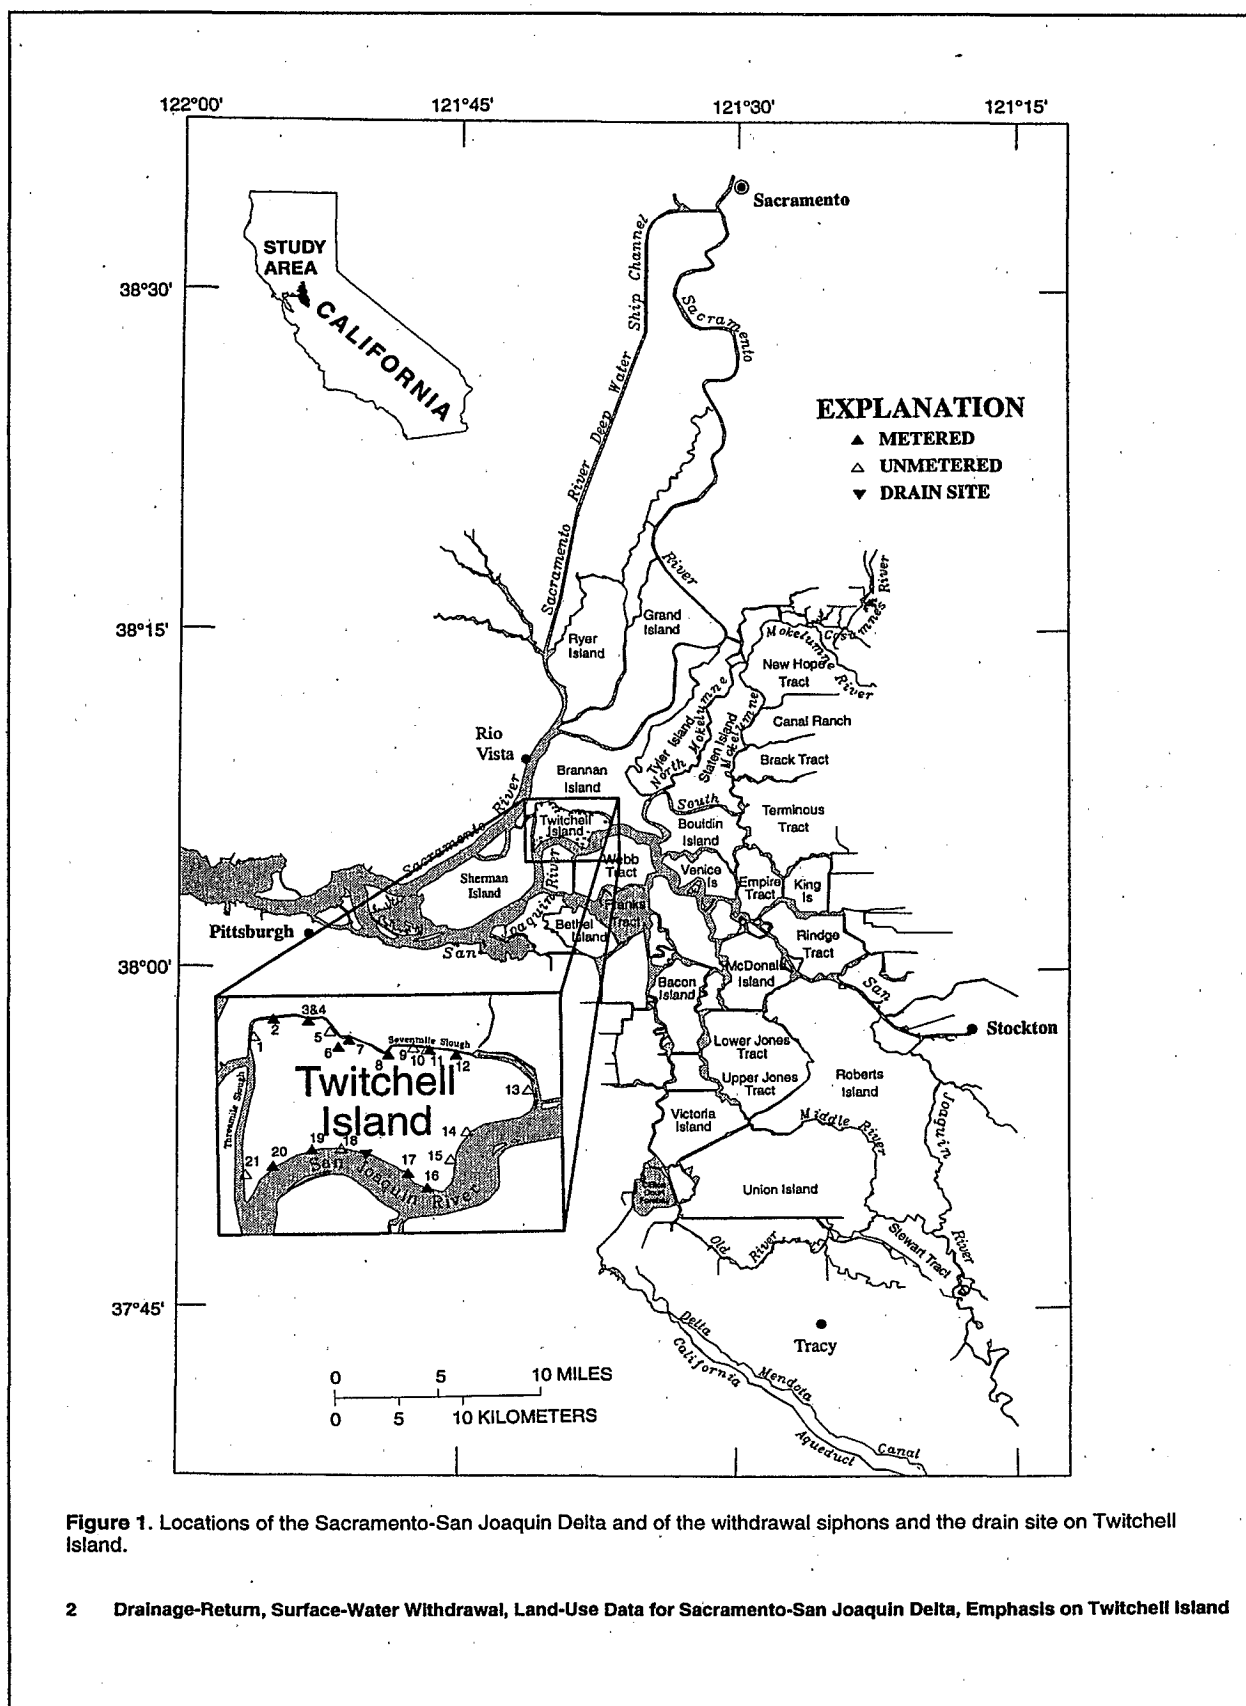 122°00'
121°45'
121°30'
121°15'
Sacramento
STUDY
AREA
CALIFORNIA
38°30'
Sacramento River Deep Water Ship Channel
Sacramento
River
EXPLANATION
▲ METERED
△ UNMETERED
▼ DRAIN SITE
38°15'
Ryer
Island
Grand
Island
Cosumnes River
Mokelumne River
New Hope
Tract
Canal Ranch
Brack Tract
Terminous
Tract
Tyler Island
North Mokelumne
Staten Island
South Mokelumne
Rio
Vista
Brannan
Island
Twitchell
Island
Bouldin
Island
Sacramento River
Sherman
Island
Webb
Tract
Venice
Is
Empire
Tract
King
Is
Franks
Tract
Bethel
Island
Rindge
Tract
Pittsburgh
San Joaquin River
38°00'
McDonald
Island
Bacon
Island
San
Stockton
3&4
2
1
5
6
7
8
9
10
11
12
13
14
15
16
17
18
19
20
21
Sevenmile Slough
Threemile Slough
Twitchell
Island
San Joaquin River
Lower Jones
Tract
Upper Jones
Tract
Roberts
Island
Joaquin
River
Victoria
Island
Middle River
Union Island
Clifton
Court
Forebay
Old River
Stewart Tract
37°45'
Tracy
Delta Mendota Canal
California Aqueduct
0 5 10 MILES
0 5 10 KILOMETERS
Figure 1. Locations of the Sacramento-San Joaquin Delta and of the withdrawal siphons and the drain site on Twitchell
Island.
2 Drainage-Return, Surface-Water Withdrawal, Land-Use Data for Sacramento-San Joaquin Delta, Emphasis on Twitchell Island